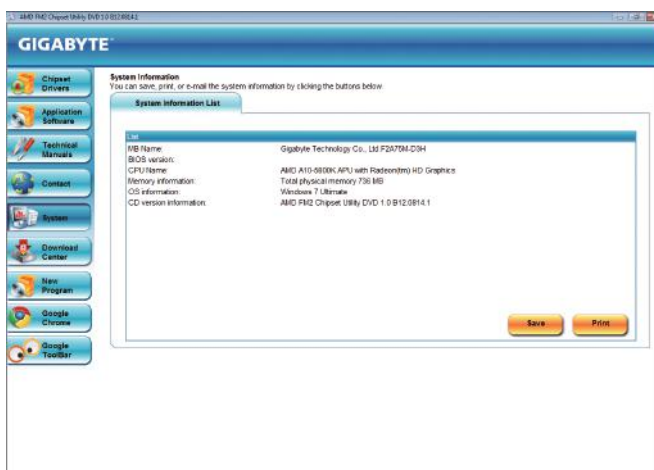 AMD FM2 Chipset Utility DVD 1.0 B12.0814.1
GIGABYTE
Chipset
Drivers
Application
Software
Technical
Manuals
Contact
System
Download
Center
New
Program
Google
Chrome
Google
ToolBar
System Information
You can save, print, or e-mail the system information by clicking the buttons below.
System Information List
List
MB Name: Gigabyte Technology Co., Ltd.F2A75M-D3H
BIOS version:
CPU Name: AMD A10-5800K APU with Radeon(tm) HD Graphics
Memory information: Total physical memory 736 MB
OS information: Windows 7 Ultimate
CD version information: AMD FM2 Chipset Utility DVD 1.0 B12.0814.1
Save Print